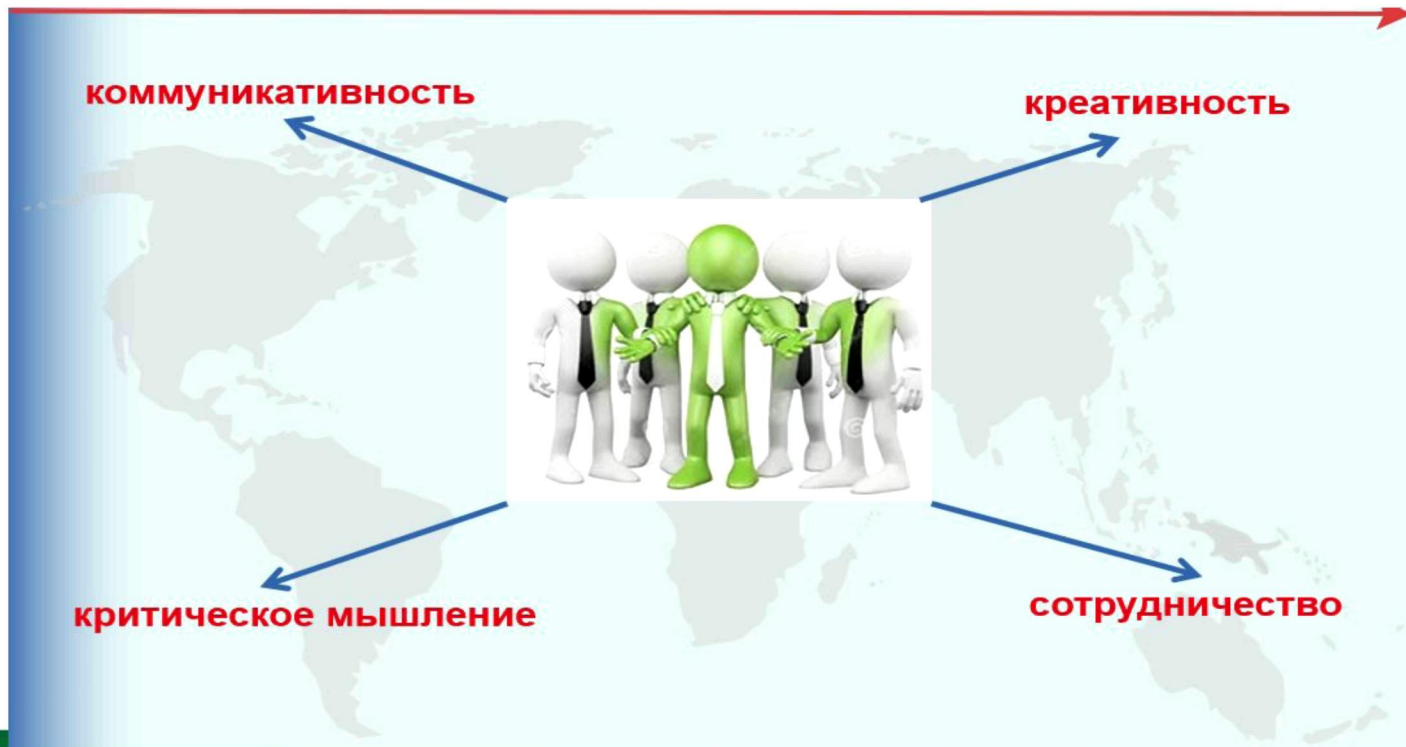 коммуникативность
креативность
критическое мышление
сотрудничество